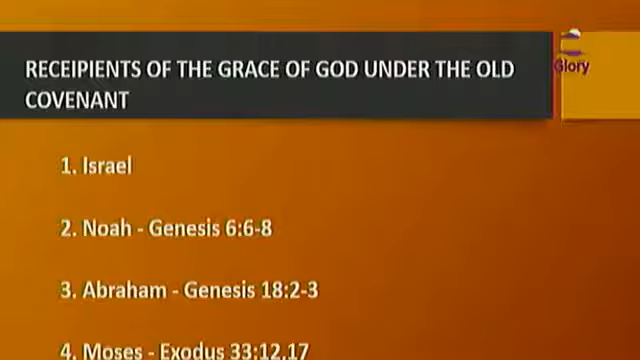 RECEIPIENTS OF THE GRACE OF GOD UNDER THE OLD
COVENANT
Glory
1. Israel
2. Noah - Genesis 6:6-8
3. Abraham - Genesis 18:2-3
4. Moses - Exodus 33:12,17